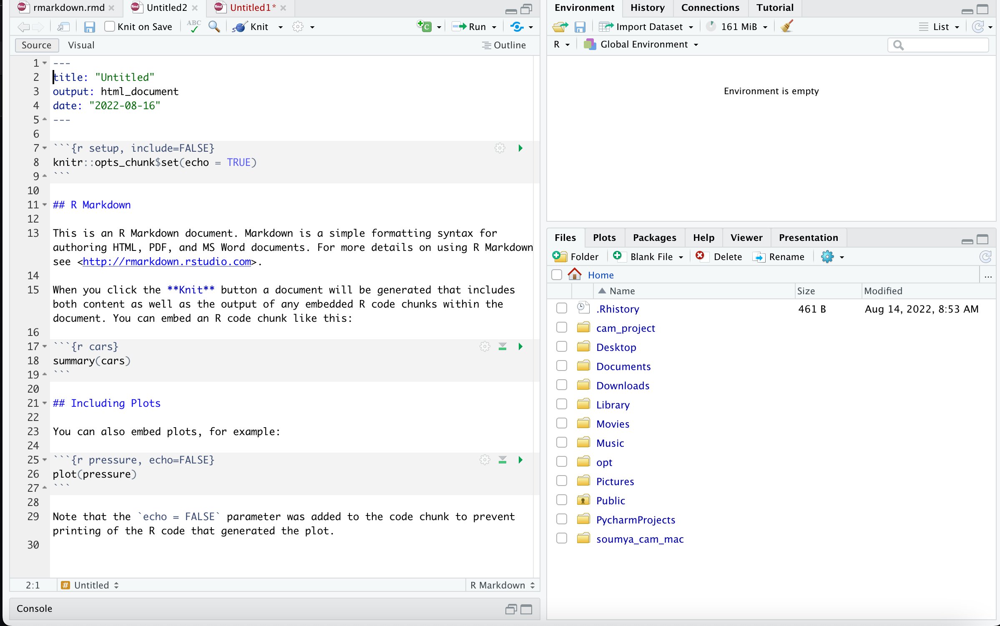 rmarkdown.rmd Untitled2 Untitled1*
Knit on Save ABC Knit C Run
Source Visual Outline
1 ---
2 title: "Untitled"
3 output: html_document
4 date: "2022-08-16"
5 ---
6
7 ```{r setup, include=FALSE}
8 knitr::opts_chunk$set(echo = TRUE)
9 ```
10
11 ## R Markdown
12
13 This is an R Markdown document. Markdown is a simple formatting syntax for
authoring HTML, PDF, and MS Word documents. For more details on using R Markdown
see <http://rmarkdown.rstudio.com>.
14
15 When you click the **Knit** button a document will be generated that includes
both content as well as the output of any embedded R code chunks within the
document. You can embed an R code chunk like this:
16
17 ```{r cars}
18 summary(cars)
19 ```
20
21 ## Including Plots
22
23 You can also embed plots, for example:
24
25 ```{r pressure, echo=FALSE}
26 plot(pressure)
27 ```
28
29 Note that the `echo = FALSE` parameter was added to the code chunk to prevent
printing of the R code that generated the plot.
30
2:1 # Untitled R Markdown
Console
Environment History Connections Tutorial
Import Dataset 161 MiB List
R Global Environment
Environment is empty
Files Plots Packages Help Viewer Presentation
Folder Blank File Delete Rename
Home ...
Name Size Modified
.Rhistory 461 B Aug 14, 2022, 8:53 AM
cam_project
Desktop
Documents
Downloads
Library
Movies
Music
opt
Pictures
Public
PycharmProjects
soumya_cam_mac